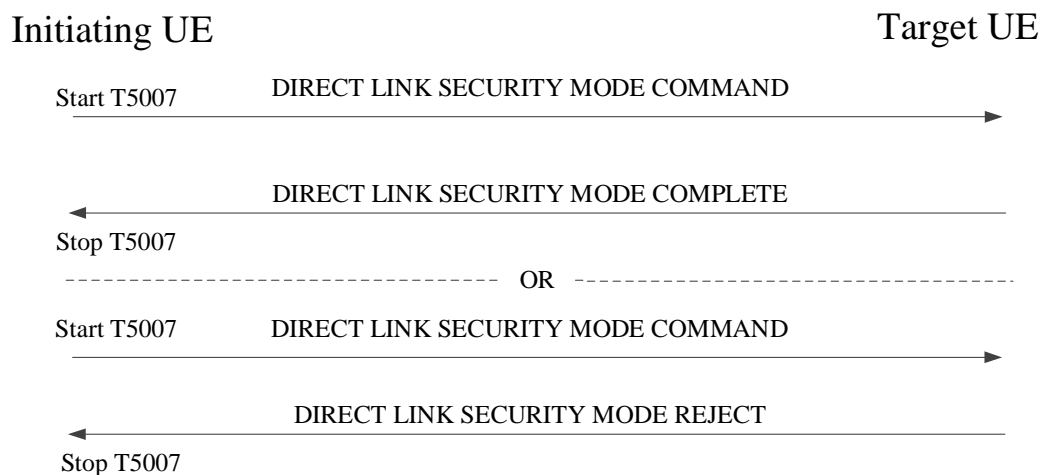 Initiating UE
Target UE
Start T5007
DIRECT LINK SECURITY MODE COMMAND
DIRECT LINK SECURITY MODE COMPLETE
Stop T5007
OR
Start T5007
DIRECT LINK SECURITY MODE COMMAND
DIRECT LINK SECURITY MODE REJECT
Stop T5007